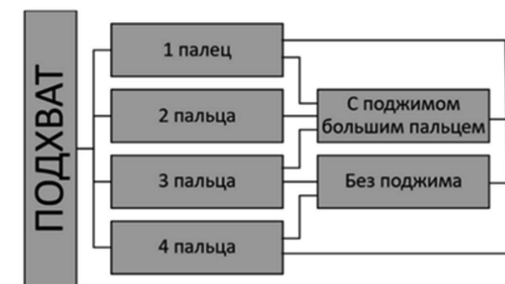 ПОДХВАТ
1 палец
2 пальца
3 пальца
4 пальца
С поджимом
большим пальцем
Без поджима